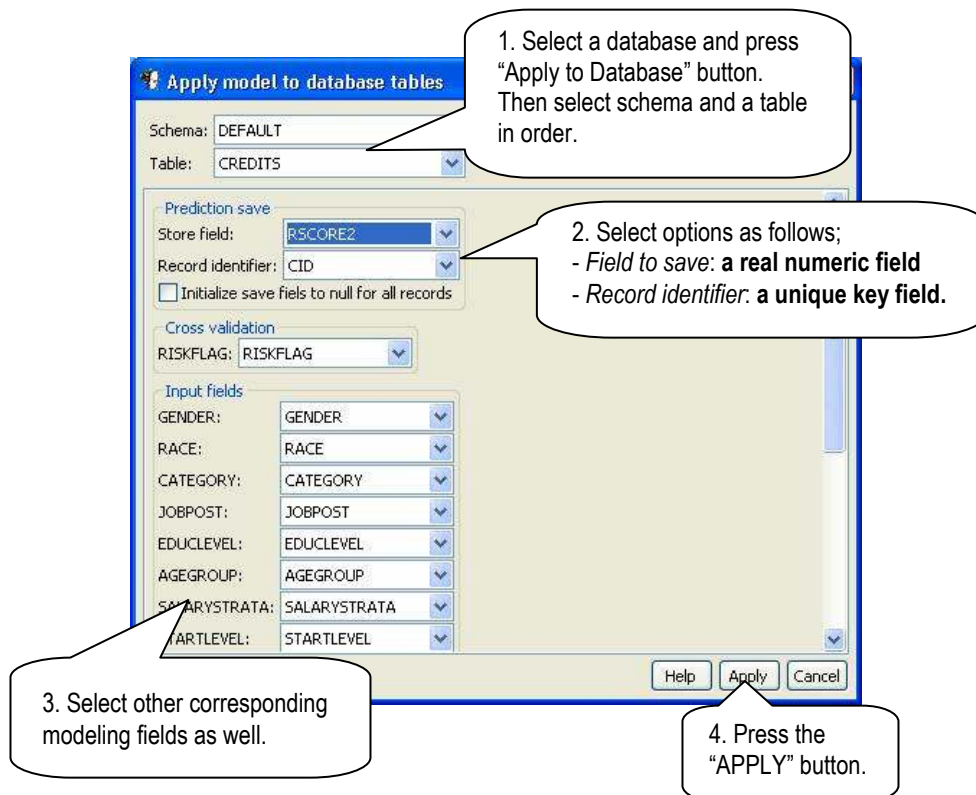 1. Select a database and press
“Apply to Database” button.
Then select schema and a table
in order.
Apply model to database tables
Schema: DEFAULT
Table: CREDITS
Prediction save
Store field: RSCORE2
Record identifier: CID
Initialize save fiels to null for all records
2. Select options as follows;
- Field to save: a real numeric field
- Record identifier: a unique key field.
Cross validation
RISKFLAG: RISKFLAG
Input fields
GENDER: GENDER
RACE: RACE
CATEGORY: CATEGORY
JOBPOST: JOBPOST
EDUCLEVEL: EDUCLEVEL
AGEGROUP: AGEGROUP
SALARYSTRATA: SALARYSTRATA
STARTLEVEL: STARTLEVEL
Help Apply Cancel
3. Select other corresponding
modeling fields as well.
4. Press the
“APPLY” button.